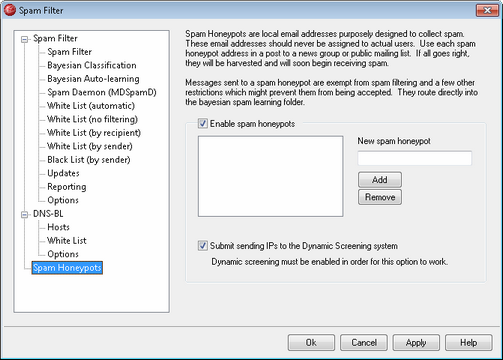 Spam Filter
Spam Filter
Spam Filter
Bayesian Classification
Bayesian Auto-learning
Spam Daemon (MDSpamD)
White List (automatic)
White List (no filtering)
White List (by recipient)
White List (by sender)
Black List (by sender)
Updates
Reporting
Options
DNS-BL
Hosts
White List
Options
Spam Honeypots
Spam Honeypots are local email addresses purposely designed to collect spam.
These email addresses should never be assigned to actual users. Use each spam
honeypot address in a post to a news group or public mailing list. If all goes right,
they will be harvested and will soon begin receiving spam.
Messages sent to a spam honeypot are exempt from spam filtering and a few other
restrictions which might prevent them from being accepted. They route directly into
the bayesian spam learning folder.
Enable spam honeypots
New spam honeypot
Add
Remove
Submit sending IPs to the Dynamic Screening system
Dynamic screening must be enabled in order for this option to work.
Ok
Cancel
Apply
Help